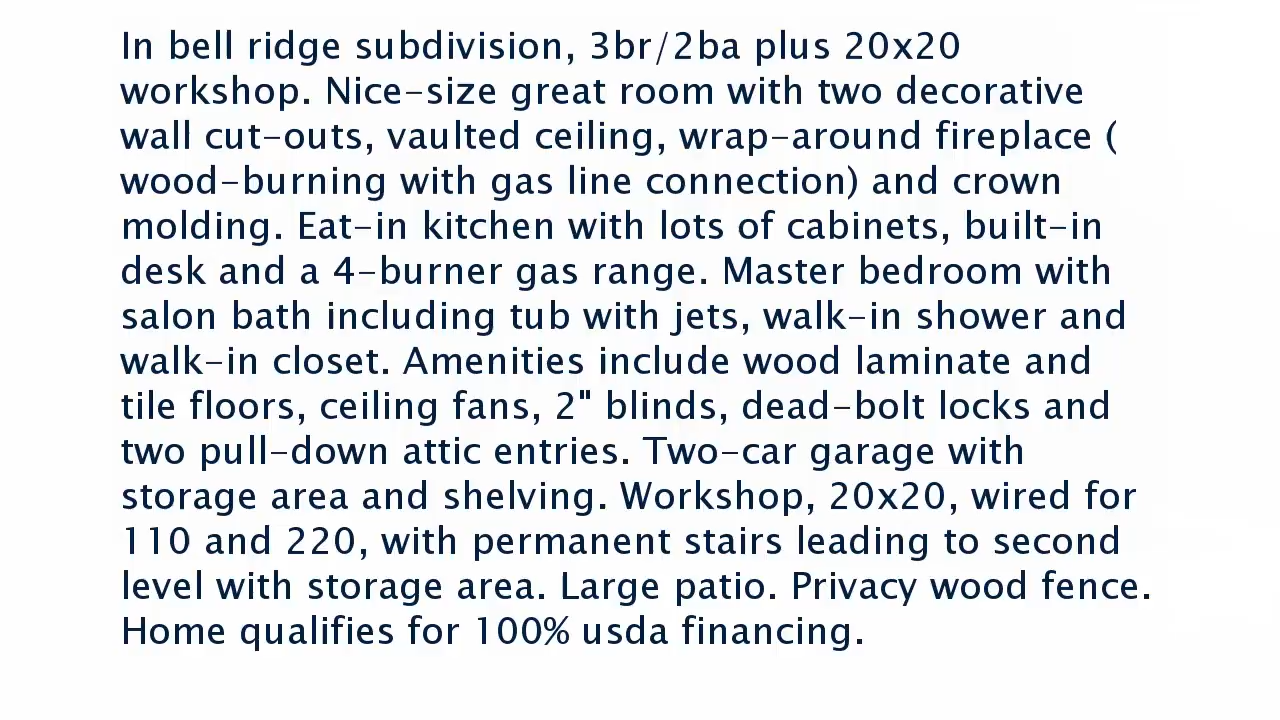 In bell ridge subdivision, 3br/2ba plus 20x20
workshop. Nice-size great room with two decorative
wall cut-outs, vaulted ceiling, wrap-around fireplace (
wood-burning with gas line connection) and crown
molding. Eat-in kitchen with lots of cabinets, built-in
desk and a 4-burner gas range. Master bedroom with
salon bath including tub with jets, walk-in shower and
walk-in closet. Amenities include wood laminate and
tile floors, ceiling fans, 2" blinds, dead-bolt locks and
two pull-down attic entries. Two-car garage with
storage area and shelving. Workshop, 20x20, wired for
110 and 220, with permanent stairs leading to second
level with storage area. Large patio. Privacy wood fence.
Home qualifies for 100% usda financing.